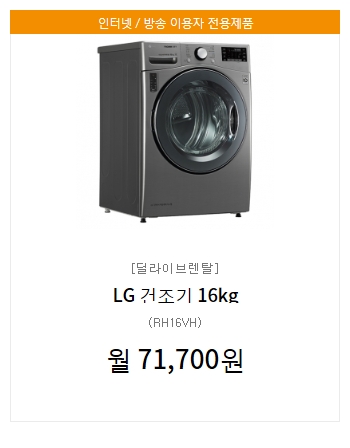 인터넷 / 방송 이용자 전용제품
[딜라이브렌탈]
LG 건조기 16kg
(RH16VH)
월 71,700원